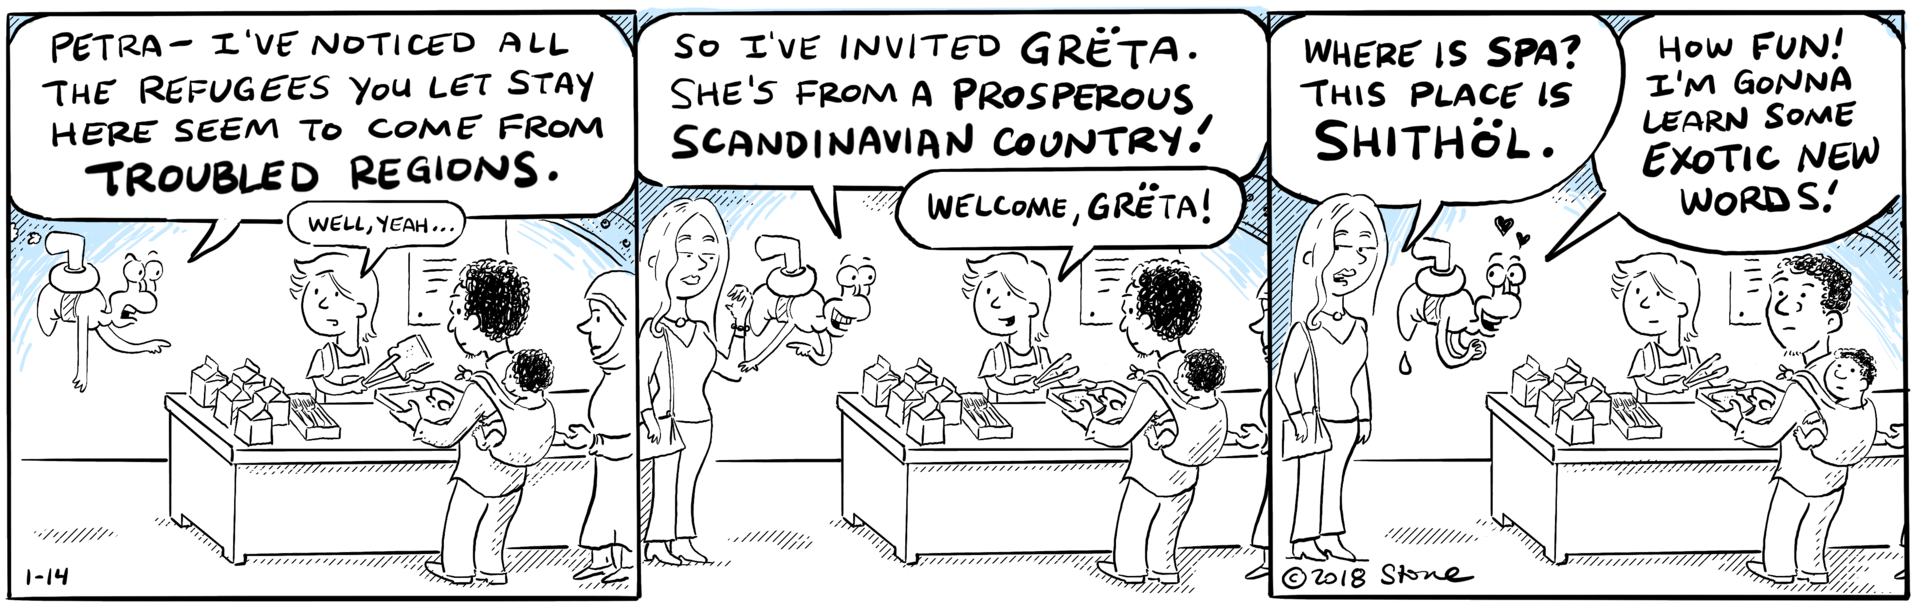 PETRA— I'VE NOTICED ALL
THE REFUGEES YOU LET STAY
HERE SEEM TO COME FROM
TROUBLED REGIONS.
WELL, YEAH...
1-14
SO I'VE INVITED GRËTA.
SHE'S FROM A PROSPEROUS
SCANDINAVIAN COUNTRY!
WELCOME, GRËTA!
WHERE IS SPA?
THIS PLACE IS
SHITHÖL.
HOW FUN!
I'M GONNA
LEARN SOME
EXOTIC NEW
WORDS!
©2018 Stone